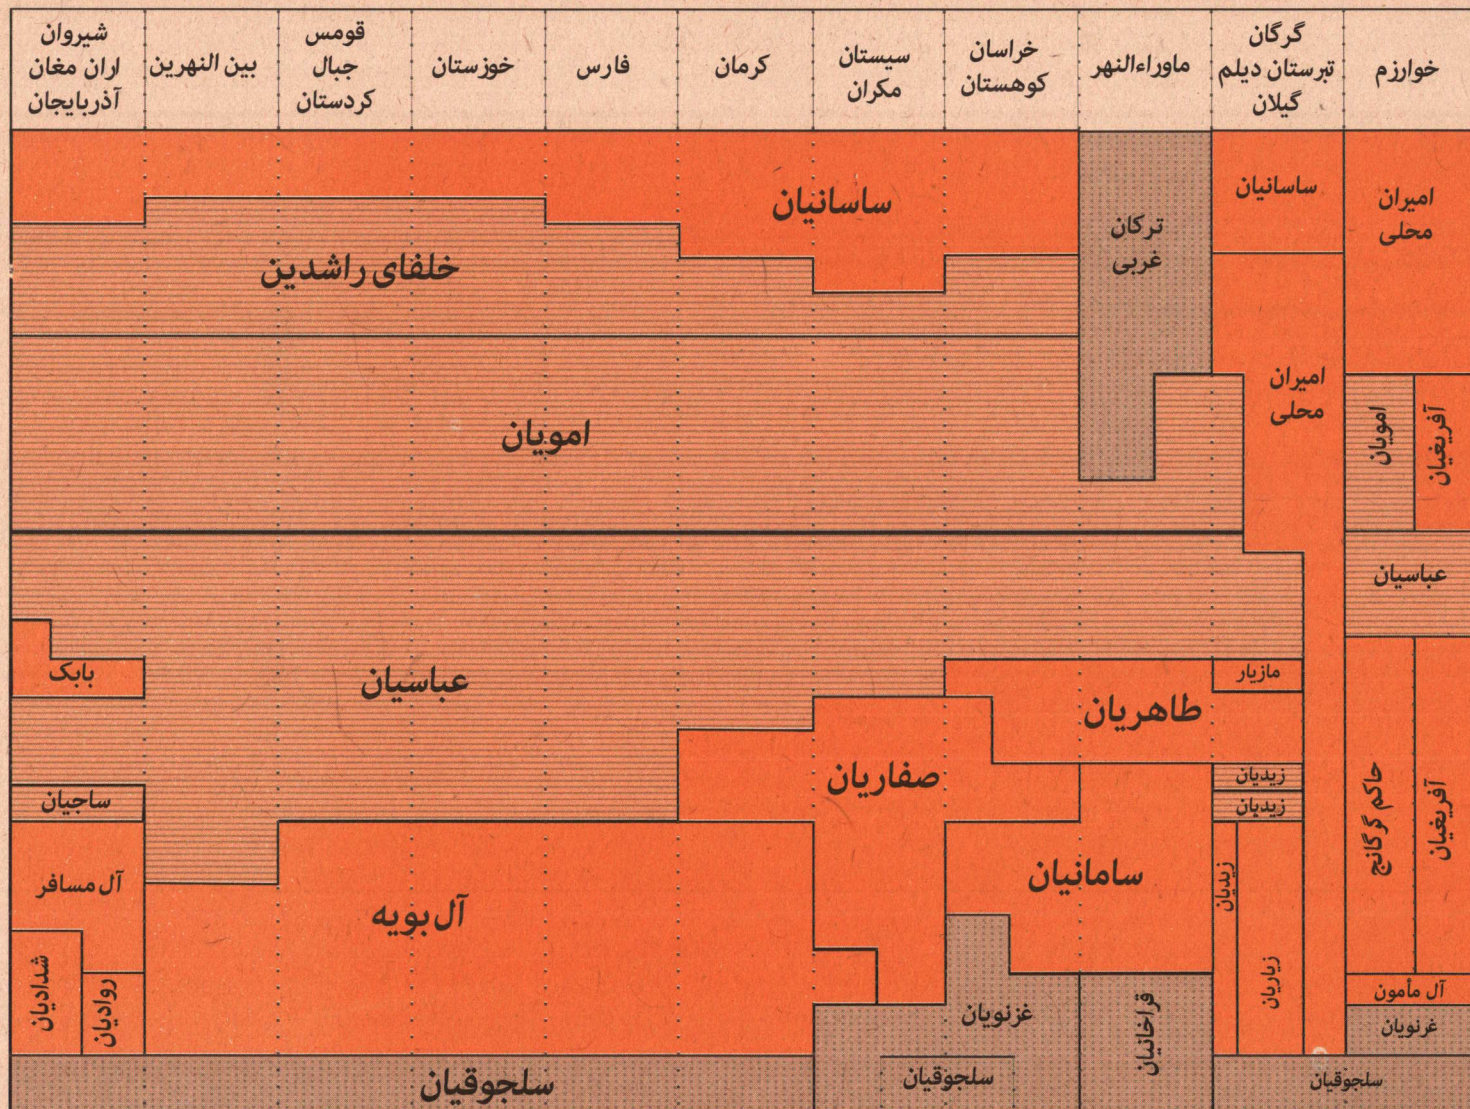 خوارزم
گرگان
تبرستان دیلم
گیلان
ماوراءالنهر
خراسان
کوهستان
سیستان
مکران
کرمان
فارس
خوزستان
قومس
جبال
کردستان
بین النهرین
شیروان
اران مغان
آذربایجان
امیران
محلی
ساسانیان
ترکان
غربی
ساسانیان
خلفای راشدین
امیران
محلی
آفریغیان
امویان
امویان
عباسیان
مازیار
بابک
عباسیان
طاهریان
زیدیان
صفاریان
ساجیان
زیدیان
آفریغیان
حاکم گرگانج
سامانیان
زیدیان
آل مسافر
آل بویه
زیاریان
آل مأمون
شدادیان
روادیان
غزنویان
قراخانیان
غرنویان
سلجوقیان
سلجوقیان
سلجوقیان